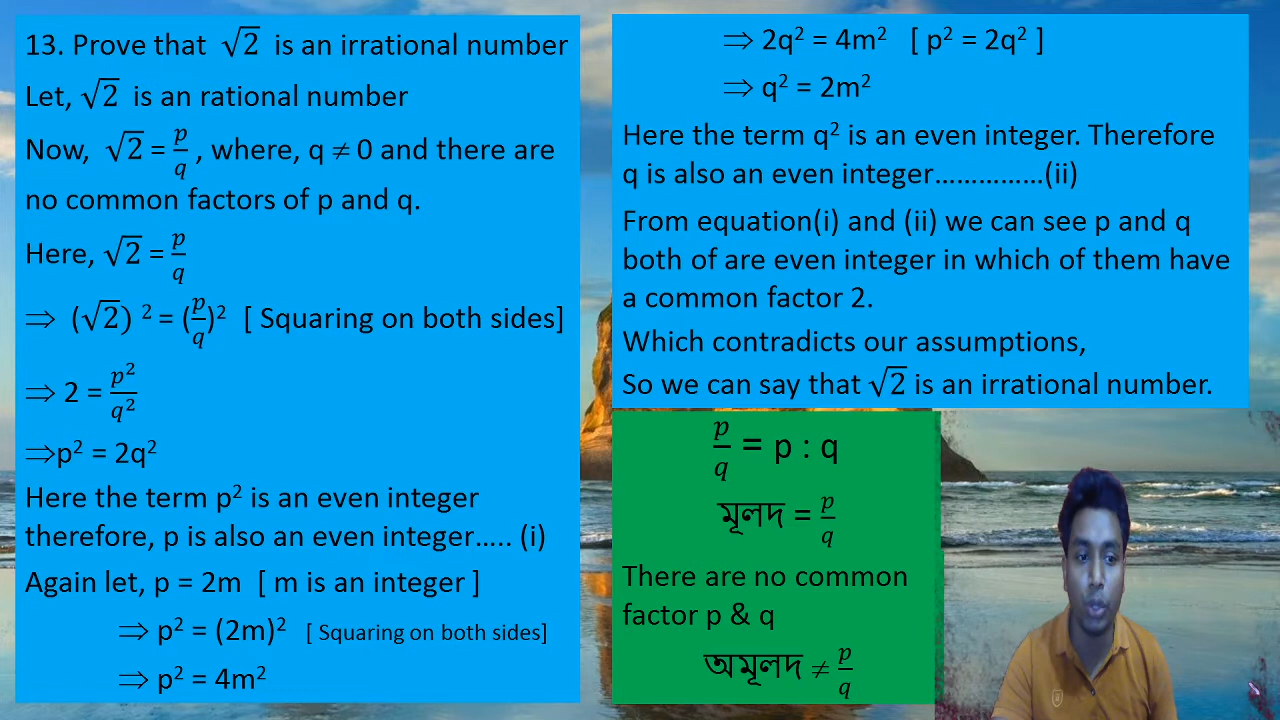 13. Prove that √2 is an irrational number
Let, √2 is an rational number
Now, √2 = p/q , where, q ≠ 0 and there are
no common factors of p and q.
Here, √2 = p/q
⇒ (√2) ² = (p/q)² [ Squaring on both sides]
⇒ 2 = p²/q²
⇒p² = 2q²
Here the term p² is an even integer
therefore, p is also an even integer….. (i)
Again let, p = 2m [ m is an integer ]
⇒ p² = (2m)² [ Squaring on both sides]
⇒ p² = 4m²
⇒ 2q² = 4m² [ p² = 2q² ]
⇒ q² = 2m²
Here the term q² is an even integer. Therefore
q is also an even integer……………(ii)
From equation(i) and (ii) we can see p and q
both of are even integer in which of them have
a common factor 2.
Which contradicts our assumptions,
So we can say that √2 is an irrational number.
p/q = p : q
মূলদ = p/q
There are no common
factor p & q
অমূলদ ≠ p/q